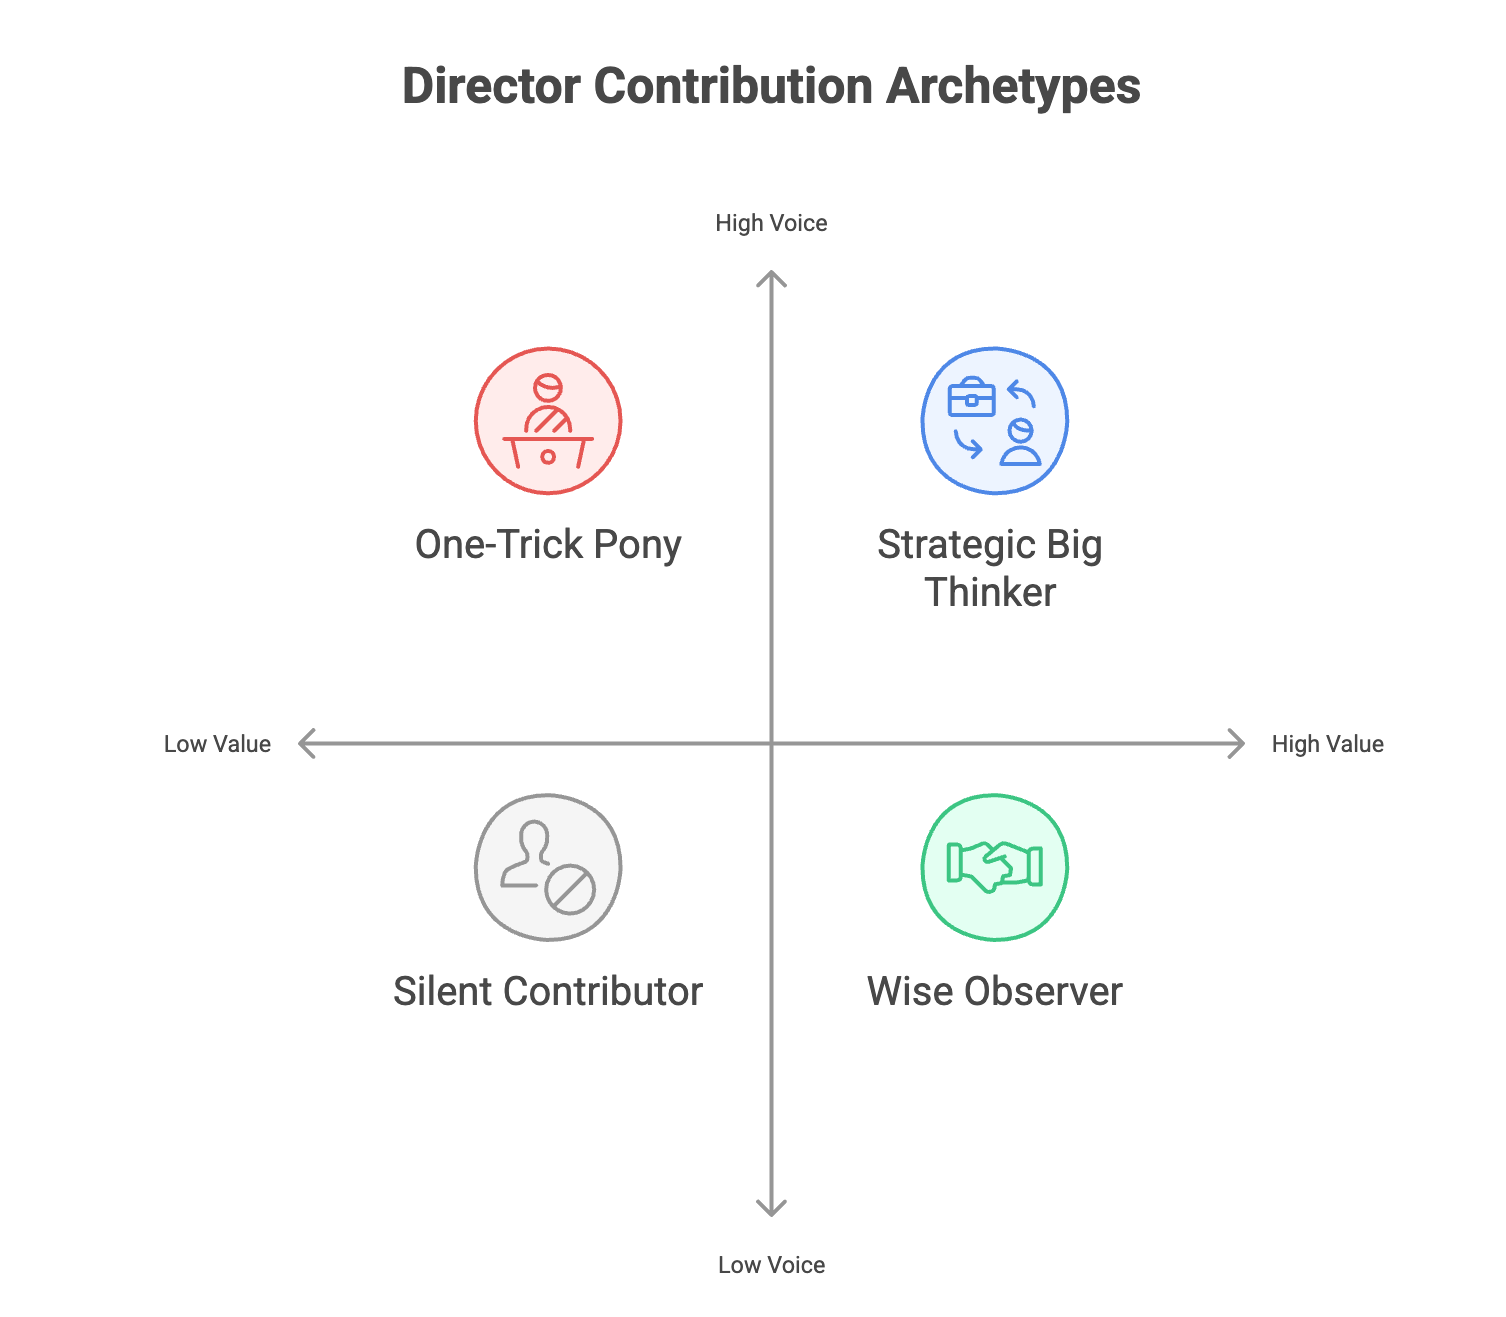 Director Contribution Archetypes
High Voice
One-Trick Pony
Strategic Big
Thinker
Low Value
High Value
Silent Contributor
Wise Observer
Low Voice